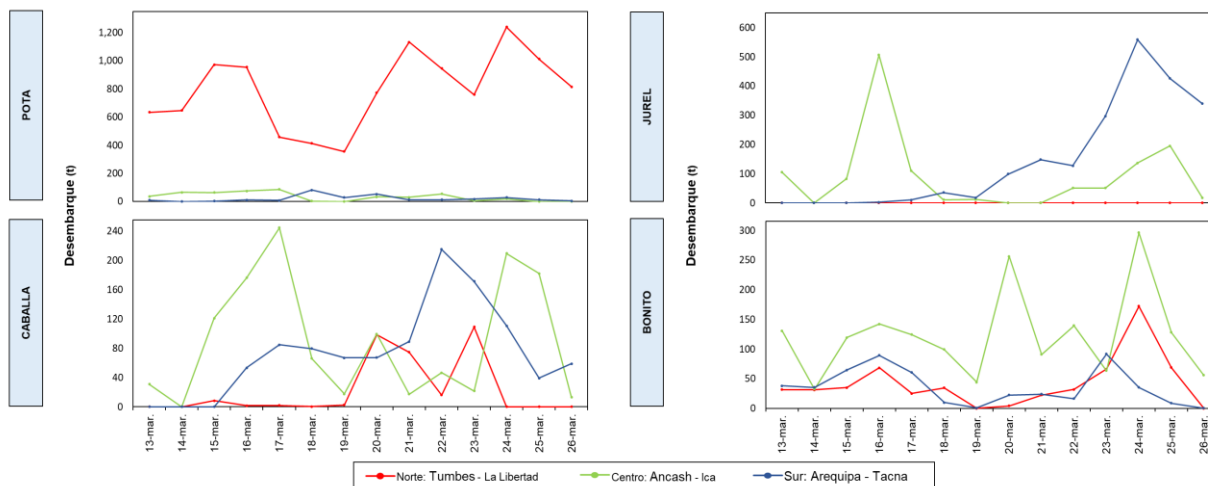 POTA
Desembarque (t)
1,200
1,000
800
600
400
200
0
CABALLA
240
200
160
120
80
40
0
13-mar.
14-mar.
15-mar.
16-mar.
17-mar.
18-mar.
19-mar.
20-mar.
21-mar.
22-mar.
23-mar.
24-mar.
25-mar.
26-mar.
JUREL
Desembarque (t)
600
500
400
300
200
100
0
BONITO
300
250
200
150
100
50
0
13-mar.
14-mar.
15-mar.
16-mar.
17-mar.
18-mar.
19-mar.
20-mar.
21-mar.
22-mar.
23-mar.
24-mar.
25-mar.
26-mar.
Norte: Tumbes - La Libertad
Centro: Ancash - Ica
Sur: Arequipa - Tacna